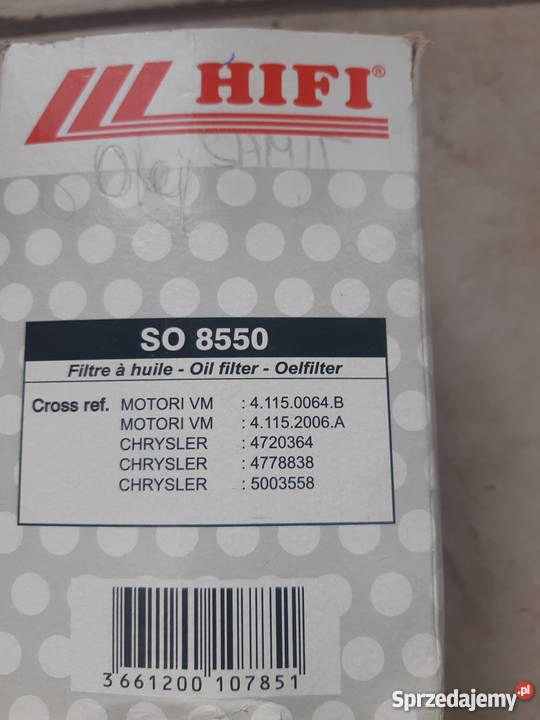 HIFI®
Olej
SO 8550
Filtre à huile - Oil filter - Oelfilter
Cross ref. MOTORI VM : 4.115.0064.B
MOTORI VM : 4.115.2006.A
CHRYSLER : 4720364
CHRYSLER : 4778838
CHRYSLER : 5003558
3 661200 107851
Sprzedajemy.pl